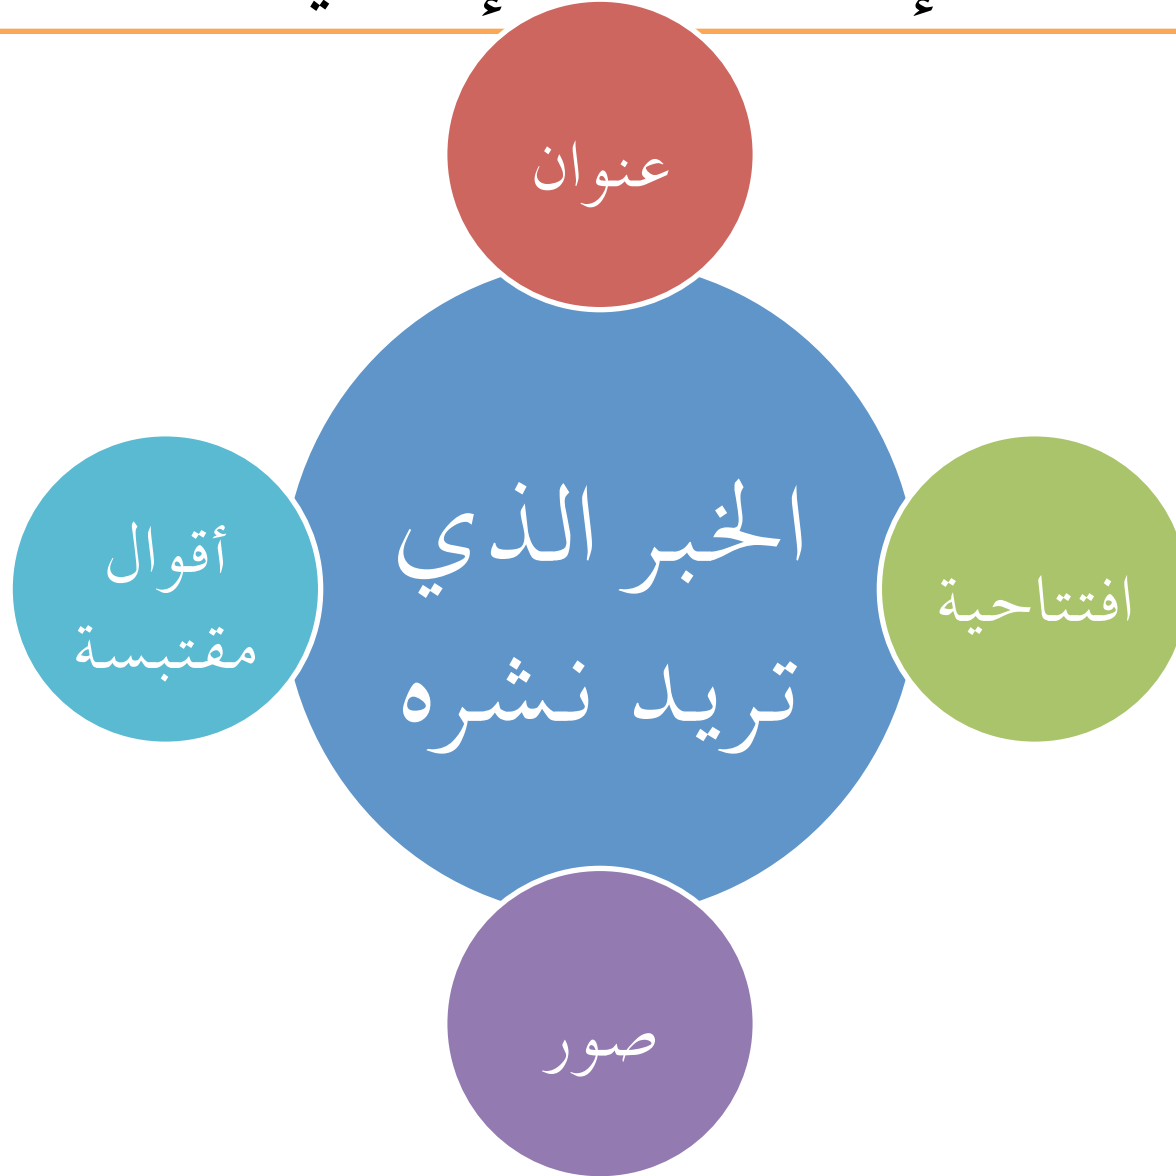 عنوان
الخبر الذي
تريد نشره
افتتاحية
صور
أقوال
مقتبسة